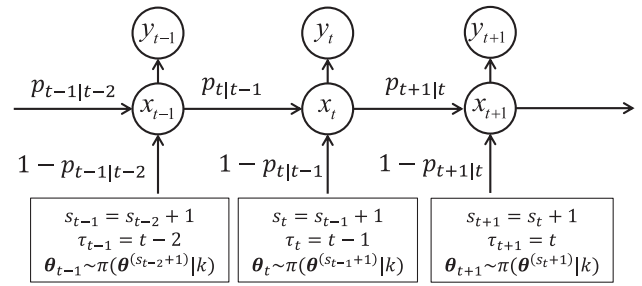 y_{t−1} y_t y_{t+1}
p_{t−1|t−2} p_{t|t−1} p_{t+1|t}
x_{t−1} x_t x_{t+1}
1 − p_{t−1|t−2} 1 − p_{t|t−1} 1 − p_{t+1|t}
s_{t−1} = s_{t−2} + 1
τ_{t−1} = t − 2
θ_{t−1}~π(θ^{(s_{t−2}+1)}|k)
s_t = s_{t−1} + 1
τ_t = t − 1
θ_t~π(θ^{(s_{t−1}+1)}|k)
s_{t+1} = s_t + 1
τ_{t+1} = t
θ_{t+1}~π(θ^{(s_t+1)}|k)